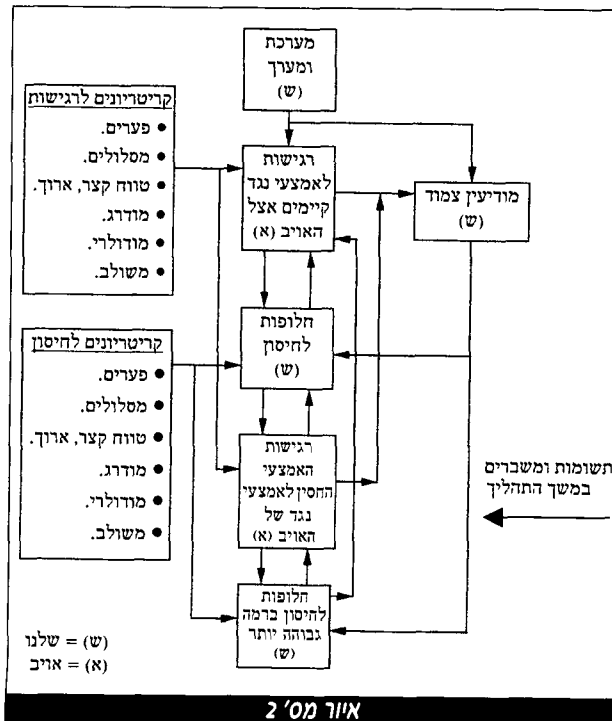 מערכת
ומערך
(ש)
קריטריונים לרגישות
• פערים.
• מסלולים.
• טווח קצר, ארוך.
• מודרג.
• מודולרי.
• משולב.
רגישות
לאמצעי נגד
קיימים אצל
האויב (א)
מודיעין צמוד
(ש)
חלופות
לחיסון
(ש)
קריטריונים לחיסון
• פערים.
• מסלולים.
• טווח קצר, ארוך.
• מודרג.
• מודולרי.
• משולב.
רגישות
האמצעי
החסין לאמצעי
נגד של
האויב (א)
תשומות ומשברים
במשך התהליך
חלופות
לחיסון ברמה
גבוהה יותר
(ש)
(ש) = שלנו
(א) = אויב
איור מס' 2